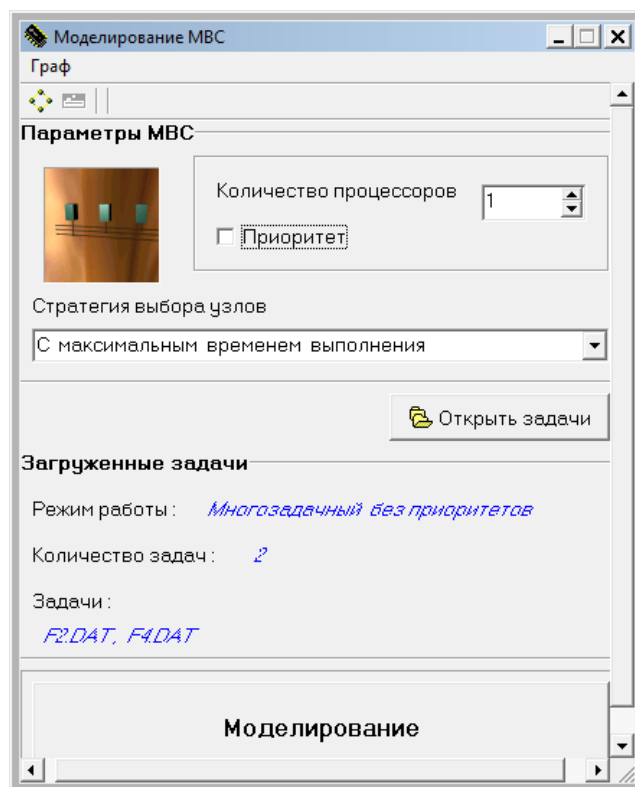 Моделирование МВС
Граф
Параметры МВС
Количество процессоров 1
Приоритет
Стратегия выбора узлов
С максимальным временем выполнения
Открыть задачи
Загруженные задачи
Режим работы : Многозадачный без приоритетов
Количество задач : 2
Задачи :
F2.DAT, F4.DAT
Моделирование